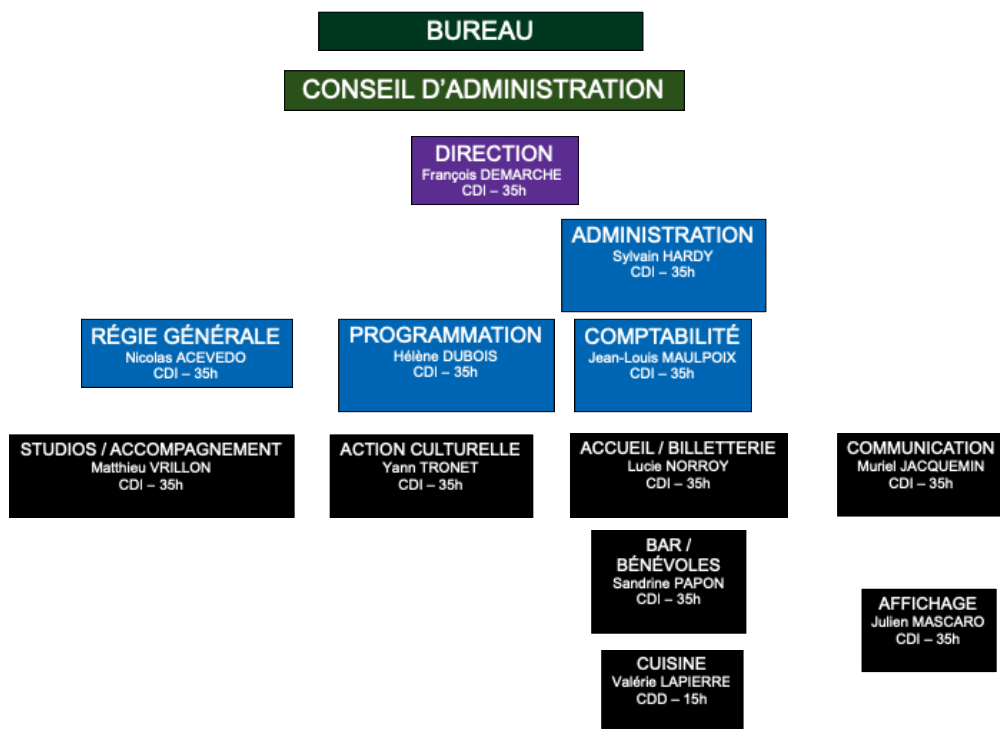 BUREAU
CONSEIL D'ADMINISTRATION
DIRECTION
François DEMARCHE
CDI – 35h
ADMINISTRATION
Sylvain HARDY
CDI – 35h
RÉGIE GÉNÉRALE
Nicolas ACEVEDO
CDI – 35h
PROGRAMMATION
Hélène DUBOIS
CDI – 35h
COMPTABILITÉ
Jean-Louis MAULPOIX
CDI – 35h
STUDIOS / ACCOMPAGNEMENT
Matthieu VRILLON
CDI – 35h
ACTION CULTURELLE
Yann TRONET
CDI – 35h
ACCUEIL / BILLETTERIE
Lucie NORROY
CDI – 35h
COMMUNICATION
Muriel JACQUEMIN
CDI – 35h
BAR /
BÉNÉVOLES
Sandrine PAPON
CDI – 35h
AFFICHAGE
Julien MASCARO
CDI – 35h
CUISINE
Valérie LAPIERRE
CDD – 15h